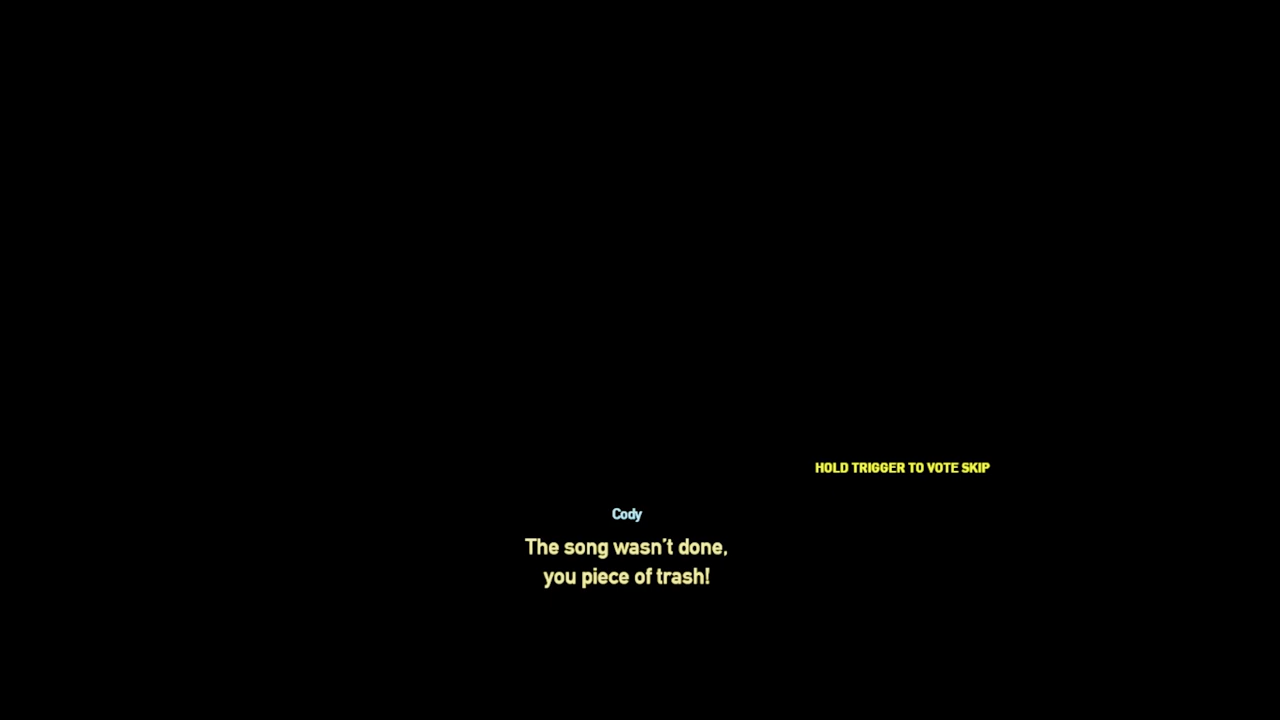 HOLD TRIGGER TO VOTE SKIP
Cody
The song wasn't done,
you piece of trash!